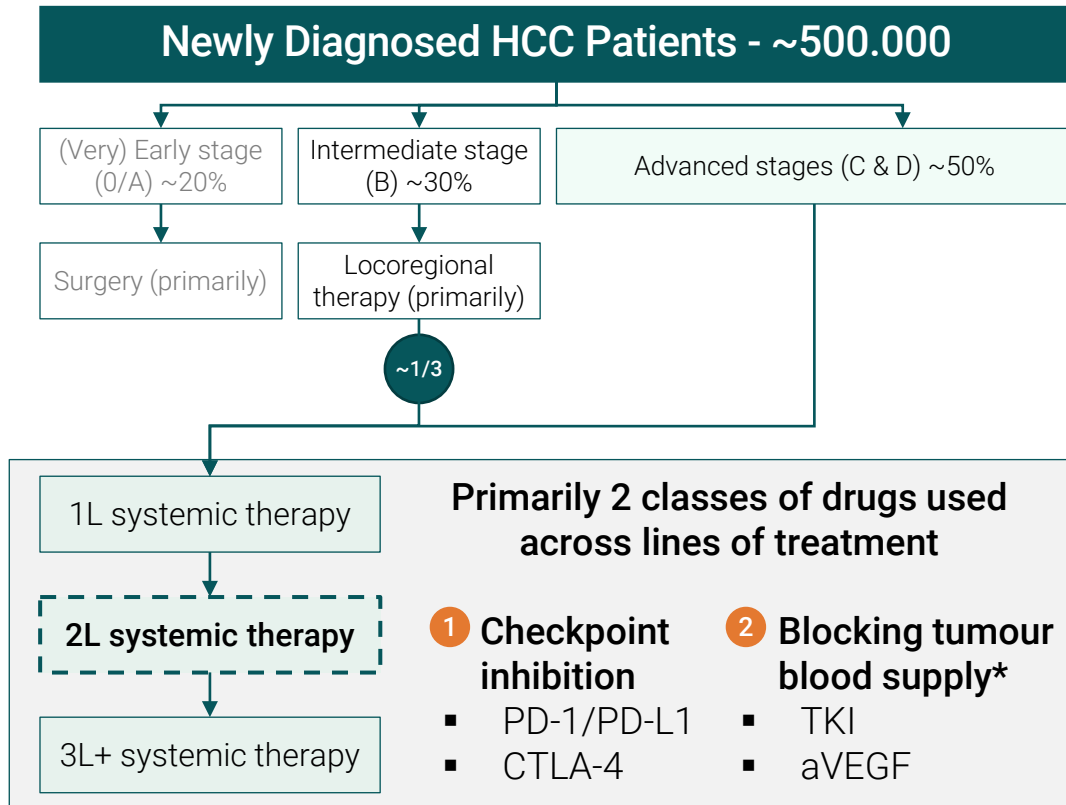 Newly Diagnosed HCC Patients - ~500.000
(Very) Early stage
(0/A) ~20%
Intermediate stage
(B) ~30%
Advanced stages (C & D) ~50%
Surgery (primarily)
Locoregional
therapy (primarily)
~1/3
1L systemic therapy
2L systemic therapy
3L+ systemic therapy
Primarily 2 classes of drugs used
across lines of treatment
1 Checkpoint
inhibition
▪ PD-1/PD-L1
▪ CTLA-4
2 Blocking tumour
blood supply*
▪ TKI
▪ aVEGF